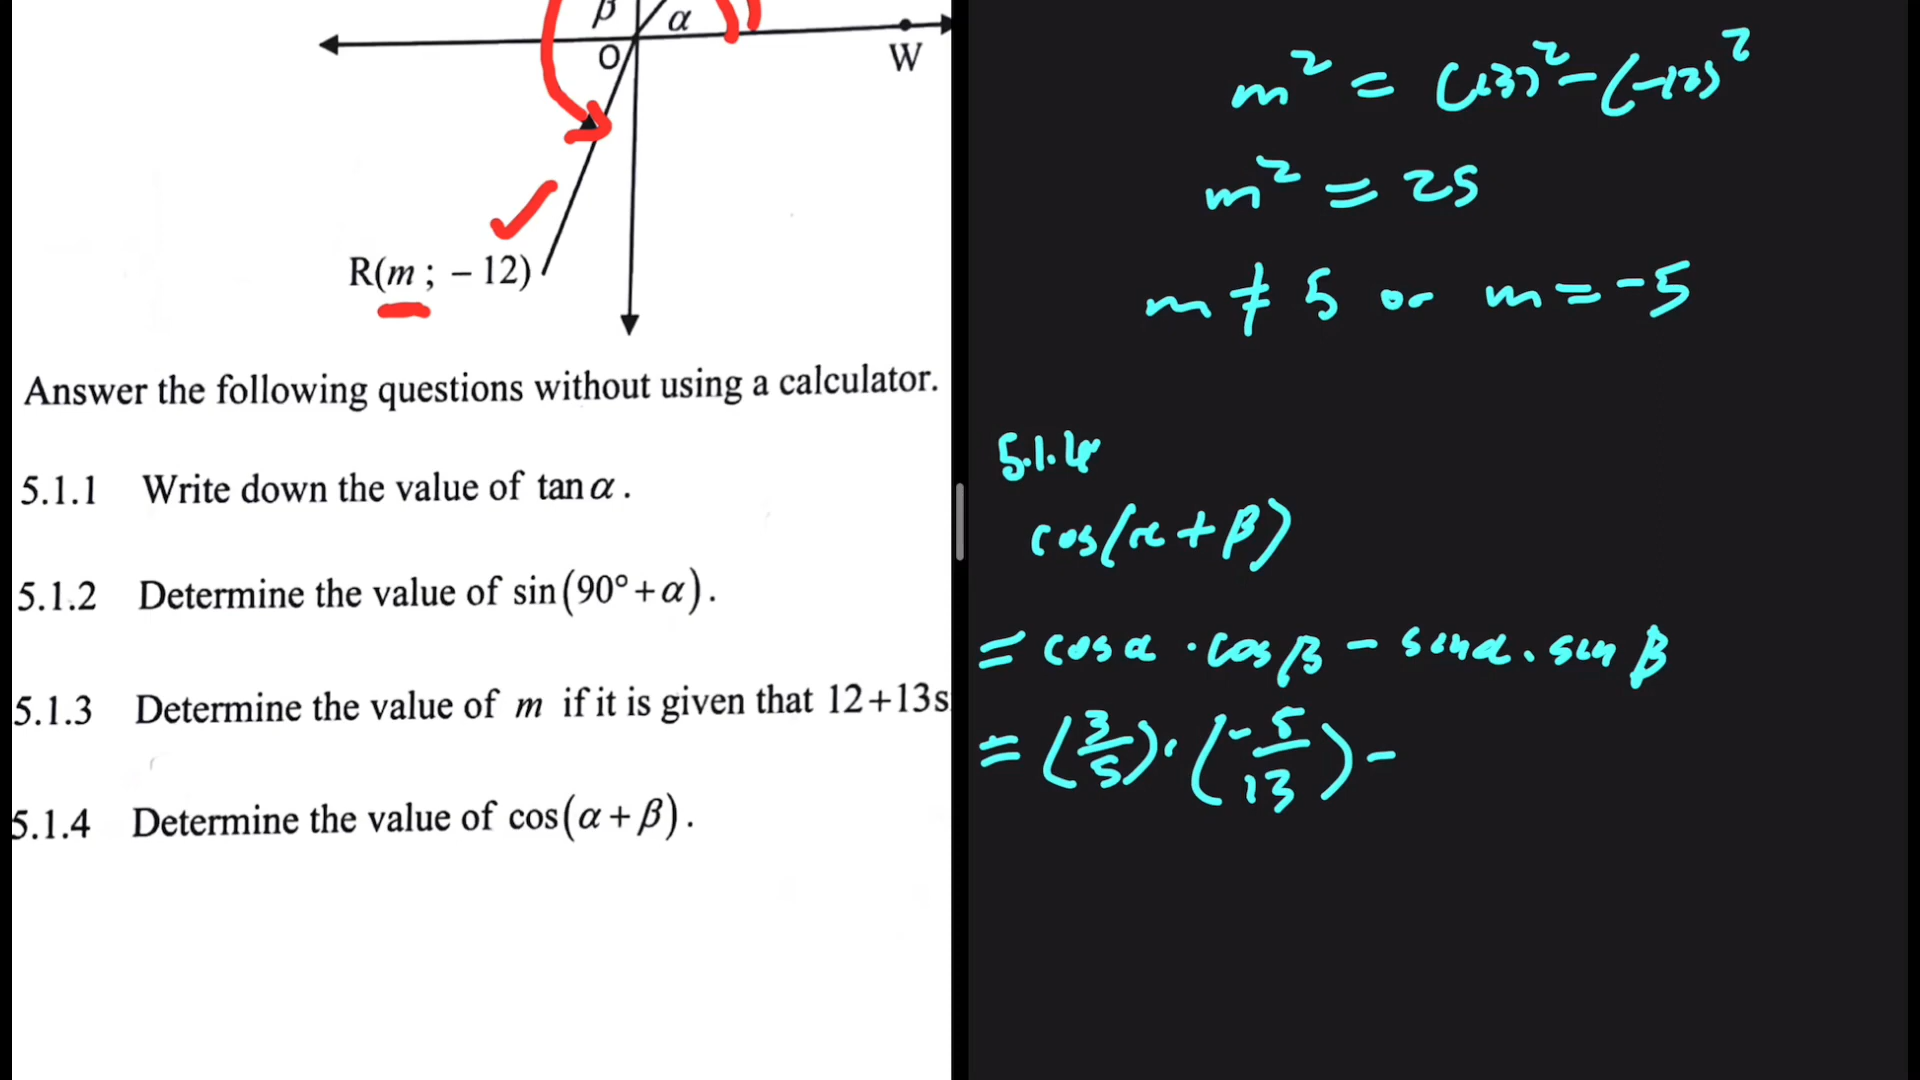 β
α
O
W
R(m ; – 12)
Answer the following questions without using a calculator.
5.1.1 Write down the value of tan α .
5.1.2 Determine the value of sin(90° + α) .
5.1.3 Determine the value of m if it is given that 12+13s
5.1.4 Determine the value of cos(α + β) .
m² = (13)² – (–12)²
m² = 25
m ≠ 5 or m = –5
5.1.4
cos(α + β)
= cos α · cos β – sin α . sin β
= (3/5) · (–5/13) –